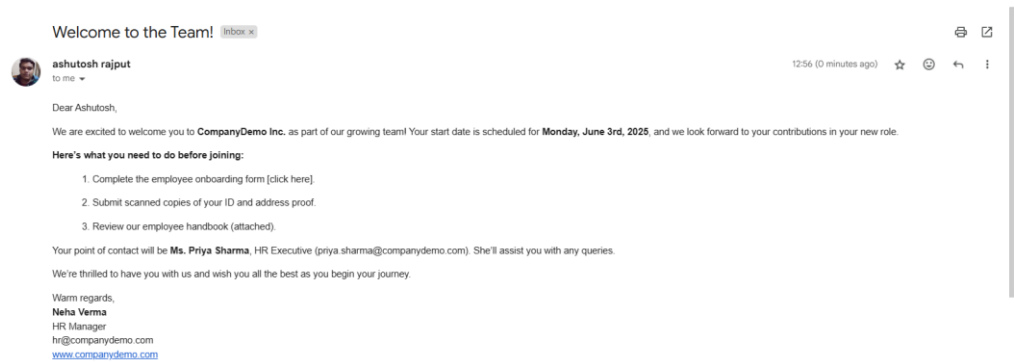 Welcome to the Team! Inbox ×
ashutosh rajput
12:56 (0 minutes ago)
to me
Dear Ashutosh,
We are excited to welcome you to CompanyDemo Inc. as part of our growing team! Your start date is scheduled for Monday, June 3rd, 2025, and we look forward to your contributions in your new role.
Here's what you need to do before joining:
1. Complete the employee onboarding form [click here].
2. Submit scanned copies of your ID and address proof.
3. Review our employee handbook (attached).
Your point of contact will be Ms. Priya Sharma, HR Executive (priya.sharma@companydemo.com). She'll assist you with any queries.
We're thrilled to have you with us and wish you all the best as you begin your journey.
Warm regards,
Neha Verma
HR Manager
hr@companydemo.com
www.companydemo.com